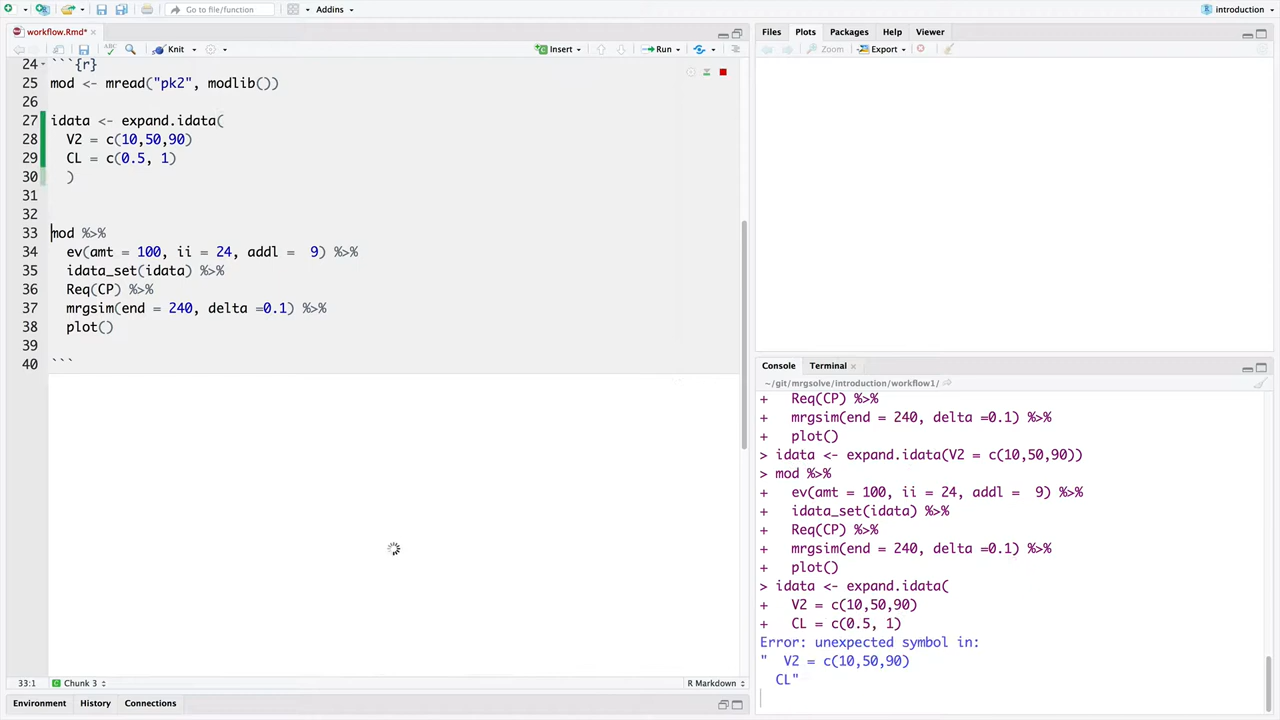 Go to file/function
Addins
introduction
workflow.Rmd*
Knit
Insert
Run
24 ```{r}
25 mod <- mread("pk2", modlib())
26
27 idata <- expand.idata(
28 V2 = c(10,50,90)
29 CL = c(0.5, 1)
30 )
31
32
33 mod %>%
34 ev(amt = 100, ii = 24, addl =  9) %>%
35 idata_set(idata) %>%
36 Req(CP) %>%
37 mrgsim(end = 240, delta =0.1) %>%
38 plot()
39
40 ```
33:1 Chunk 3 R Markdown
Environment History Connections
Files Plots Packages Help Viewer
Zoom Export
Console Terminal
~/git/mrgsolve/introduction/workflow1/
+ Req(CP) %>%
+ mrgsim(end = 240, delta =0.1) %>%
+ plot()
> idata <- expand.idata(V2 = c(10,50,90))
> mod %>%
+ ev(amt = 100, ii = 24, addl =  9) %>%
+ idata_set(idata) %>%
+ Req(CP) %>%
+ mrgsim(end = 240, delta =0.1) %>%
+ plot()
> idata <- expand.idata(
+ V2 = c(10,50,90)
+ CL = c(0.5, 1)
Error: unexpected symbol in:
" V2 = c(10,50,90)
CL"